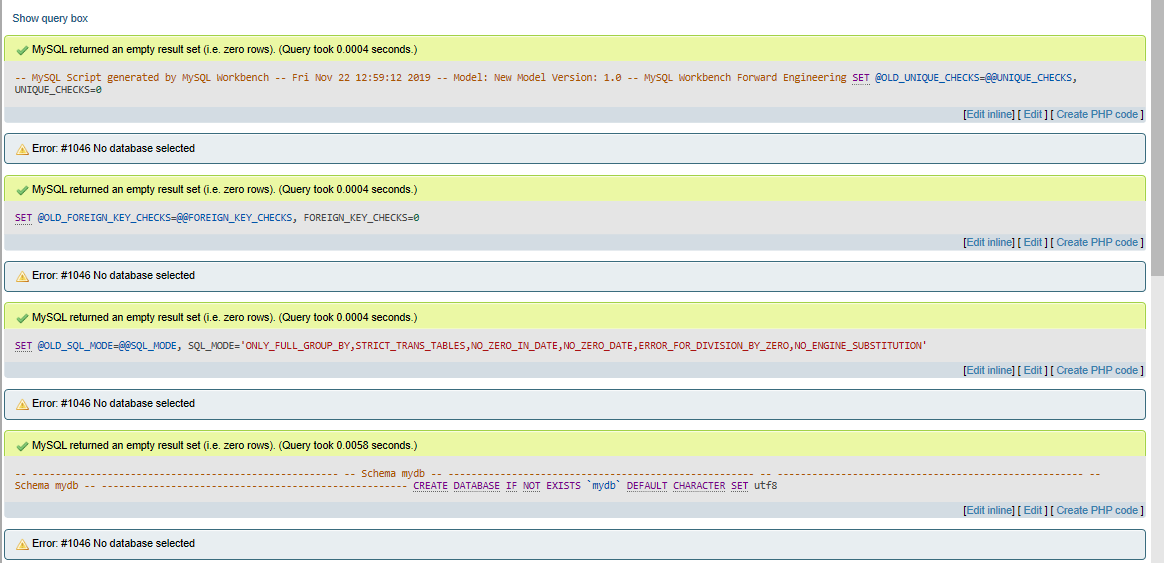 Show query box
MySQL returned an empty result set (i.e. zero rows). (Query took 0.0004 seconds.)
-- MySQL Script generated by MySQL Workbench -- Fri Nov 22 12:59:12 2019 -- Model: New Model Version: 1.0 -- MySQL Workbench Forward Engineering SET @OLD_UNIQUE_CHECKS=@@UNIQUE_CHECKS,
UNIQUE_CHECKS=0
[Edit inline] [ Edit ] [ Create PHP code ]
Error: #1046 No database selected
MySQL returned an empty result set (i.e. zero rows). (Query took 0.0004 seconds.)
SET @OLD_FOREIGN_KEY_CHECKS=@@FOREIGN_KEY_CHECKS, FOREIGN_KEY_CHECKS=0
[Edit inline] [ Edit ] [ Create PHP code ]
Error: #1046 No database selected
MySQL returned an empty result set (i.e. zero rows). (Query took 0.0004 seconds.)
SET @OLD_SQL_MODE=@@SQL_MODE, SQL_MODE='ONLY_FULL_GROUP_BY,STRICT_TRANS_TABLES,NO_ZERO_IN_DATE,NO_ZERO_DATE,ERROR_FOR_DIVISION_BY_ZERO,NO_ENGINE_SUBSTITUTION'
[Edit inline] [ Edit ] [ Create PHP code ]
Error: #1046 No database selected
MySQL returned an empty result set (i.e. zero rows). (Query took 0.0058 seconds.)
-- ----------------------------------------------------- -- Schema mydb -- ----------------------------------------------------- -- ----------------------------------------------------- --
Schema mydb -- ----------------------------------------------------- CREATE DATABASE IF NOT EXISTS `mydb` DEFAULT CHARACTER SET utf8
[Edit inline] [ Edit ] [ Create PHP code ]
Error: #1046 No database selected